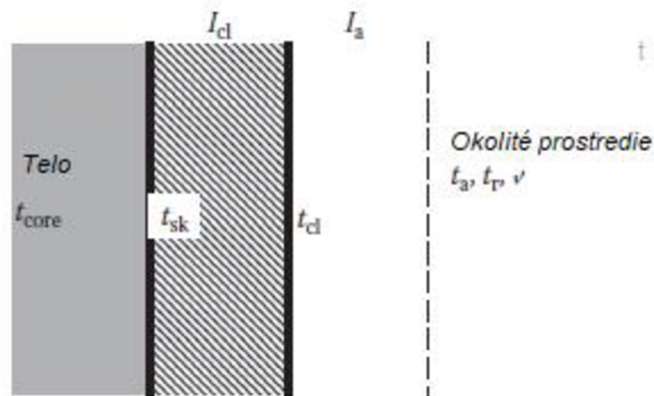 I_cl I_a
t
Telo
Okolité prostredie
t_a, t_r, v
t_core t_sk t_cl